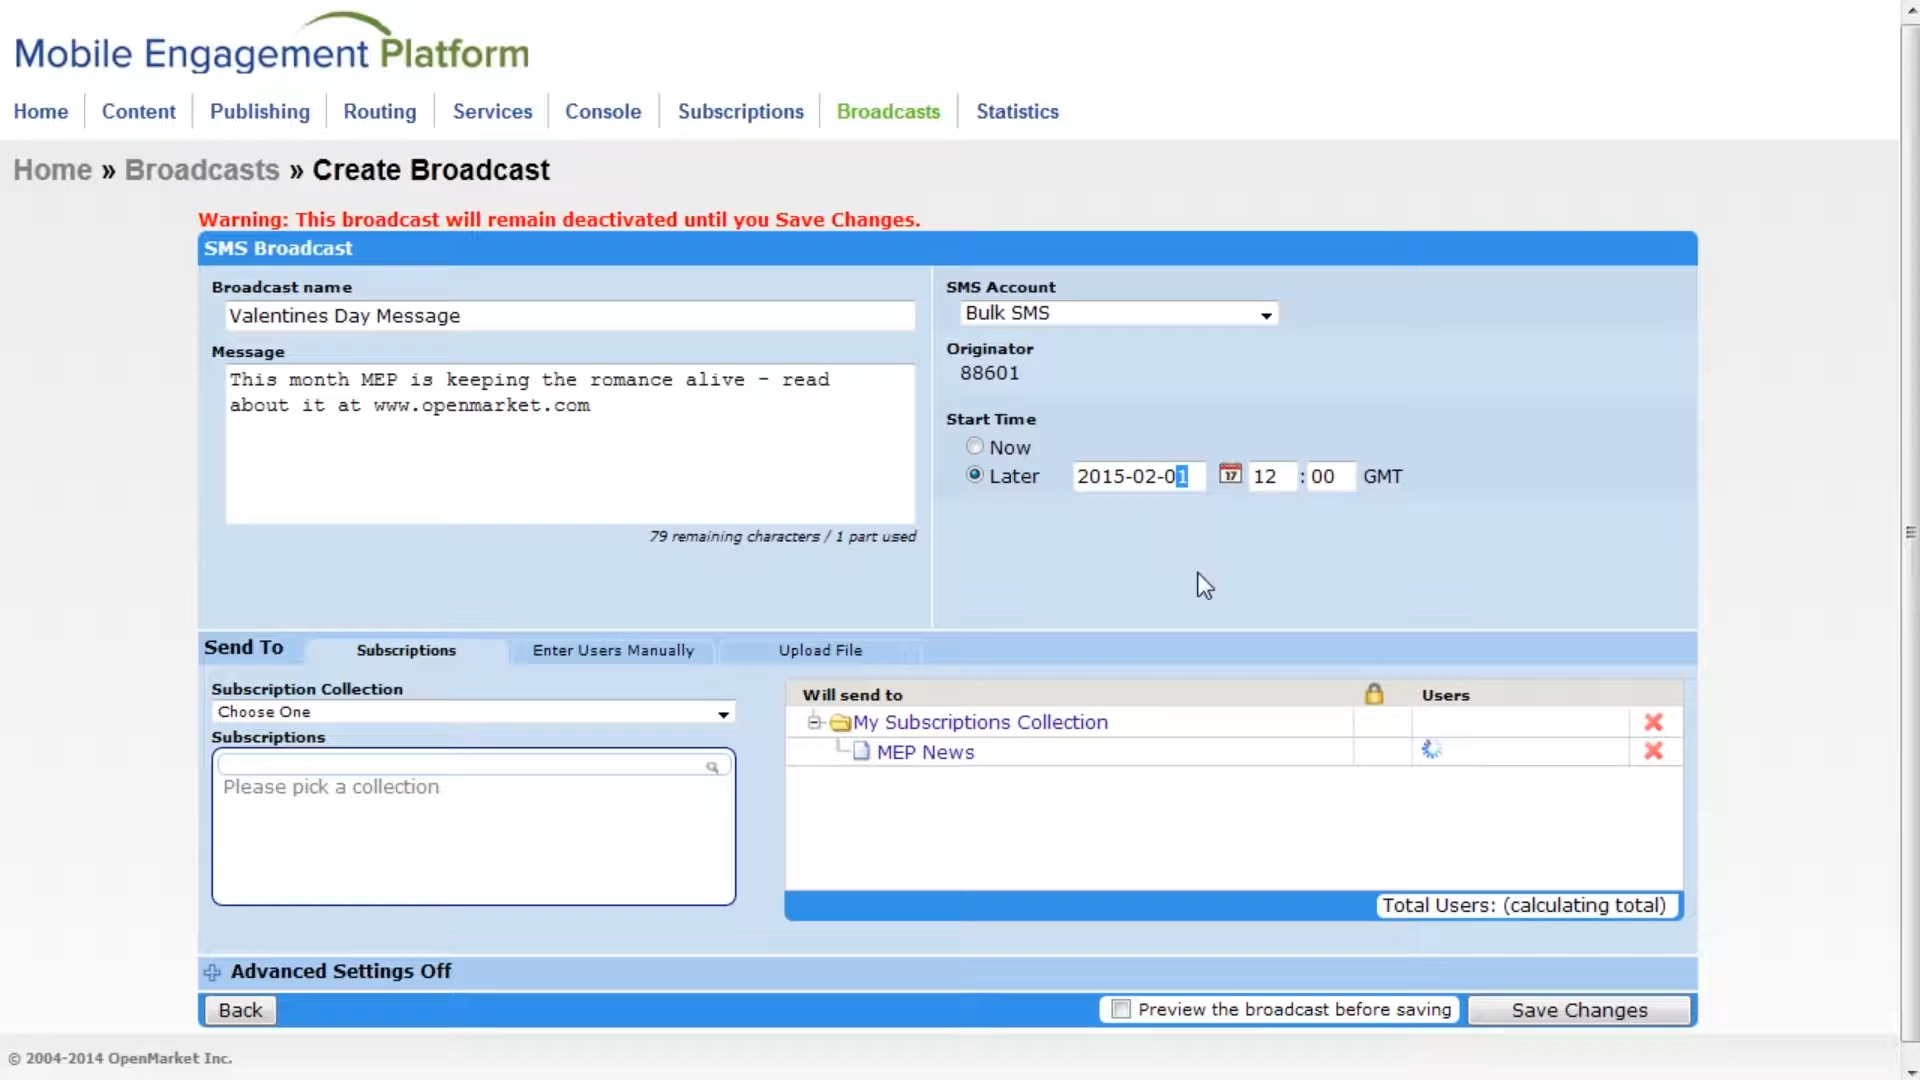 Mobile Engagement Platform
Home Content Publishing Routing Services Console Subscriptions Broadcasts Statistics
Home » Broadcasts » Create Broadcast
Warning: This broadcast will remain deactivated until you Save Changes.
SMS Broadcast
Broadcast name
Valentines Day Message
Message
This month MEP is keeping the romance alive - read
about it at www.openmarket.com
79 remaining characters / 1 part used
SMS Account
Bulk SMS
Originator
88601
Start Time
Now
Later 2015-02-01 17 12 : 00 GMT
Send To Subscriptions Enter Users Manually Upload File
Subscription Collection
Choose One
Subscriptions
Please pick a collection
Will send to Users
My Subscriptions Collection
MEP News
Total Users: (calculating total)
Advanced Settings Off
Back Preview the broadcast before saving Save Changes
© 2004-2014 OpenMarket Inc.